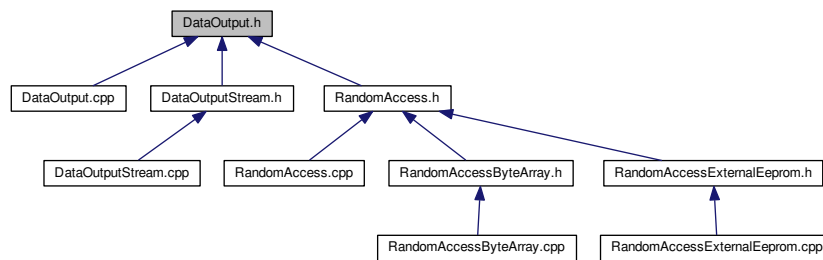 DataOutput.h
DataOutput.cpp
DataOutputStream.h
RandomAccess.h
DataOutputStream.cpp
RandomAccess.cpp
RandomAccessByteArray.h
RandomAccessExternalEeprom.h
RandomAccessByteArray.cpp
RandomAccessExternalEeprom.cpp